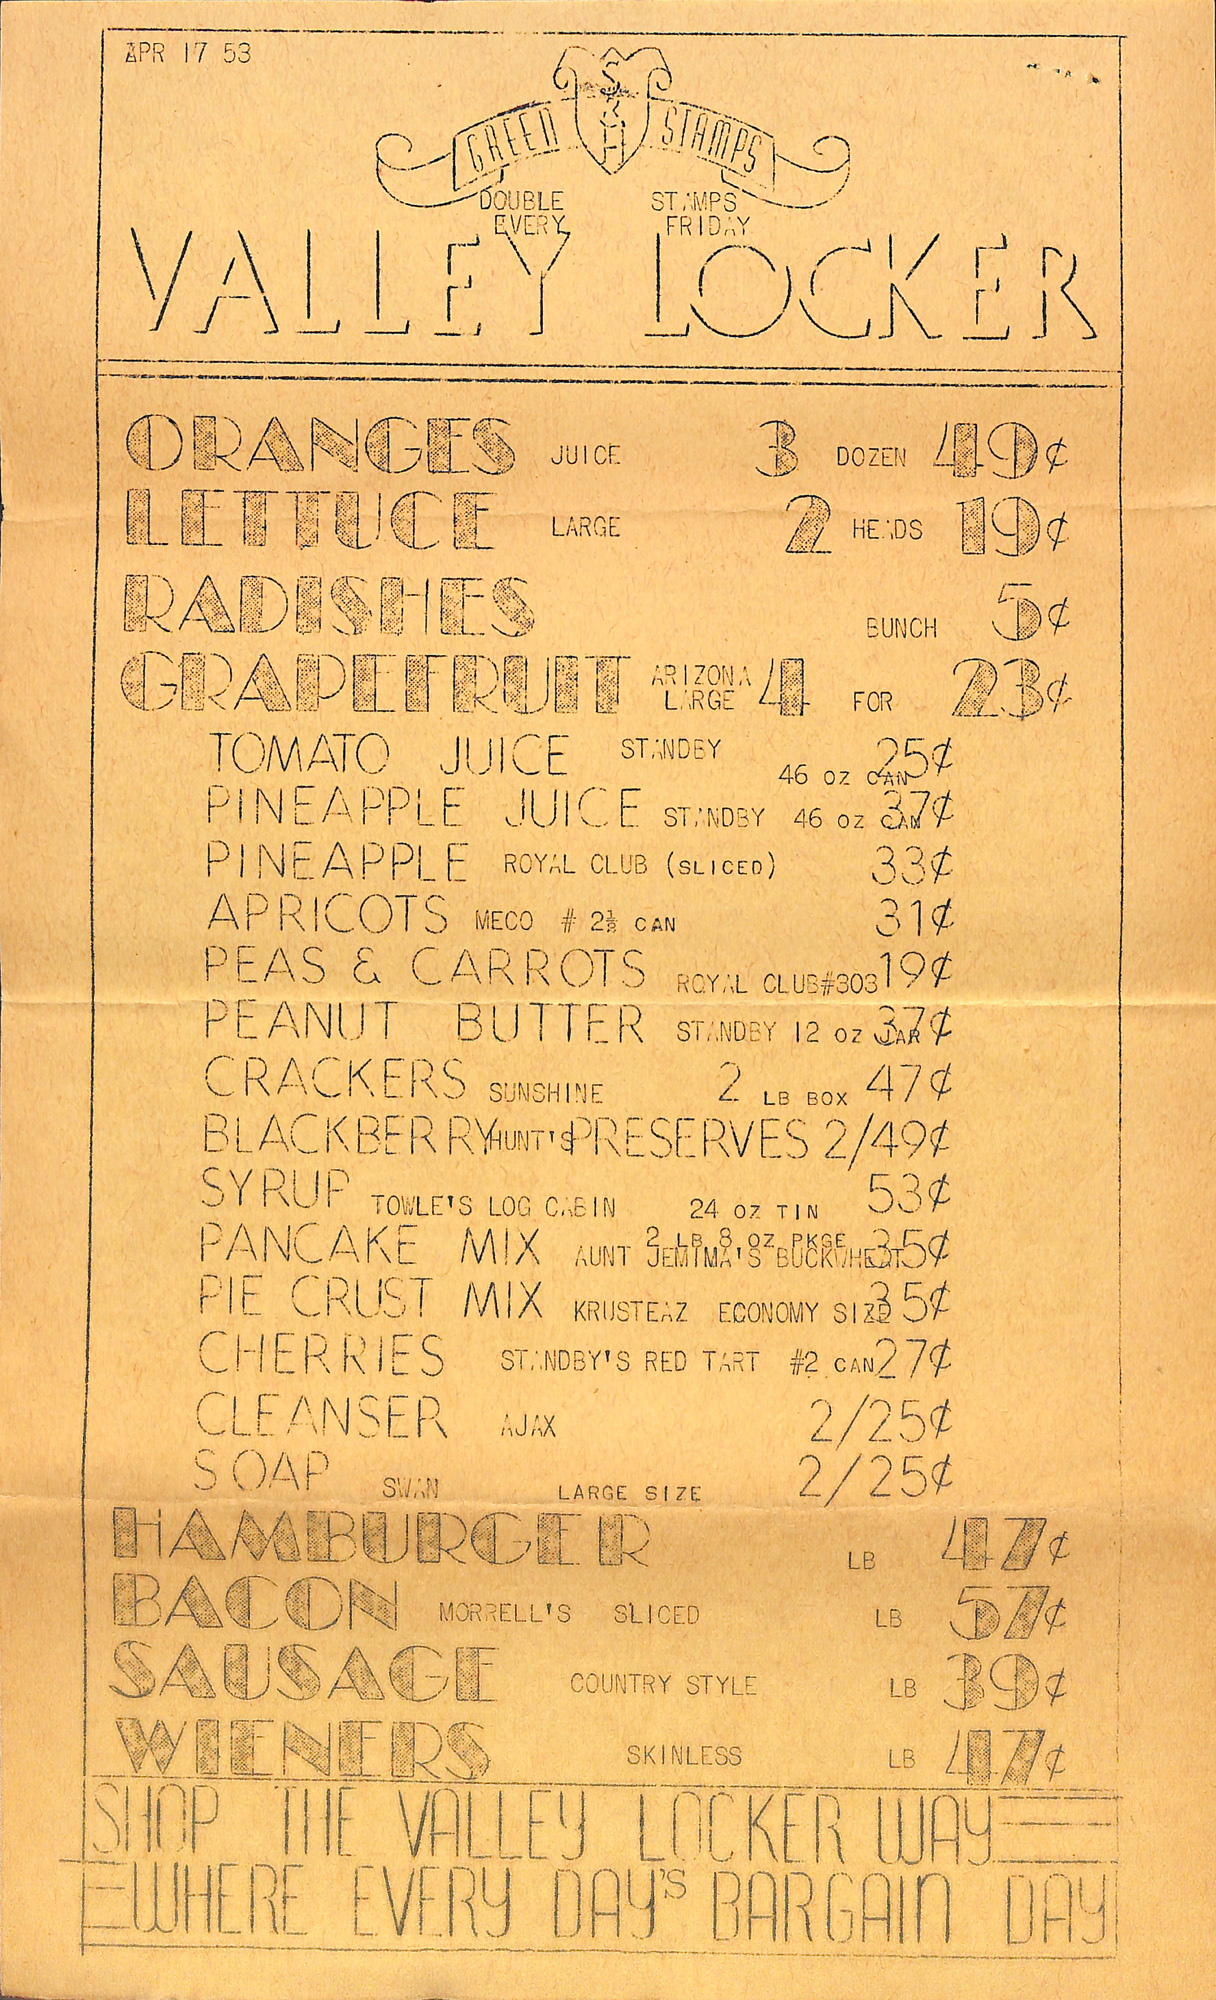 APR 17 53
S&H
GREEN STAMPS
DOUBLE STAMPS
EVERY FRIDAY
VALLEY LOCKER
ORANGES JUICE 3 DOZEN 49¢
LETTUCE LARGE 2 HEADS 19¢
RADISHES BUNCH 5¢
GRAPEFRUIT ARIZONA LARGE 4 FOR 23¢
TOMATO JUICE STANDBY 46 OZ CAN 25¢
PINEAPPLE JUICE STANDBY 46 OZ CAN 37¢
PINEAPPLE ROYAL CLUB (SLICED) 33¢
APRICOTS MECO # 2½ CAN 31¢
PEAS & CARROTS ROYAL CLUB#303 19¢
PEANUT BUTTER STANDBY 12 OZ JAR 37¢
CRACKERS SUNSHINE 2 LB BOX 47¢
BLACKBERRY HUNT'S PRESERVES 2/49¢
SYRUP TOWLE'S LOG CABIN 24 OZ TIN 53¢
PANCAKE MIX AUNT JEMIMA'S BUCKWHEAT 2 LB 8 OZ PKGE 35¢
PIE CRUST MIX KRUSTEAZ ECONOMY SIZE 35¢
CHERRIES STANDBY'S RED TART #2 CAN 27¢
CLEANSER AJAX 2/25¢
SOAP SWAN LARGE SIZE 2/25¢
HAMBURGER LB 47¢
BACON MORRELL'S SLICED LB 57¢
SAUSAGE COUNTRY STYLE LB 39¢
WIENERS SKINLESS LB 47¢
SHOP THE VALLEY LOCKER WAY
WHERE EVERY DAY'S BARGAIN DAY